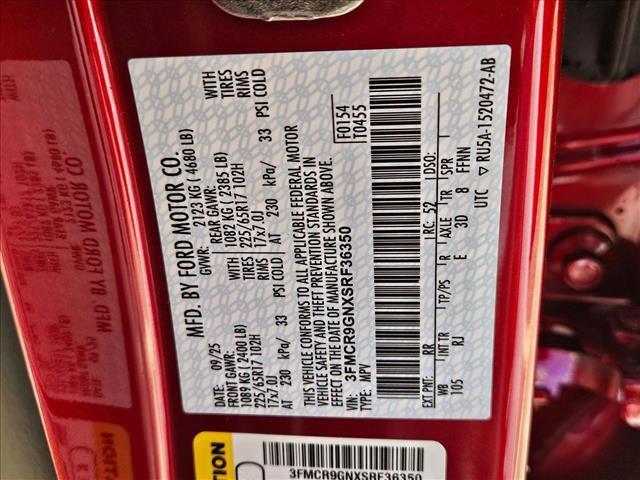 MFD. BY FORD MOTOR CO.
DATE: 09/25
GVWR: 2123 KG ( 4680 LB)
FRONT GAWR:
1089 KG ( 2400 LB)
225/65R17 102H
17x7.0J
AT 230 kPa/ 33 PSI COLD
REAR GAWR:
1082 KG ( 2385 LB)
225/65R17 102H
17x7.0J
AT 230 kPa/ 33 PSI COLD
WITH
TIRES
RIMS
WITH
TIRES
RIMS
THIS VEHICLE CONFORMS TO ALL APPLICABLE FEDERAL MOTOR
VEHICLE SAFETY AND THEFT PREVENTION STANDARDS IN
EFFECT ON THE DATE OF MANUFACTURE SHOWN ABOVE.
VIN: 3FMCR9GNXSRF36350
TYPE: MPV
F0154
T0455
EXT PNT: RR RC: 52 DSO:
WB INT TR TP/PS R AXLE TR SPR
105 RJ E 3D 8 FFNN
UTC ▽ RU5A-1520472-AB
3FMCR9GNXSRF36350